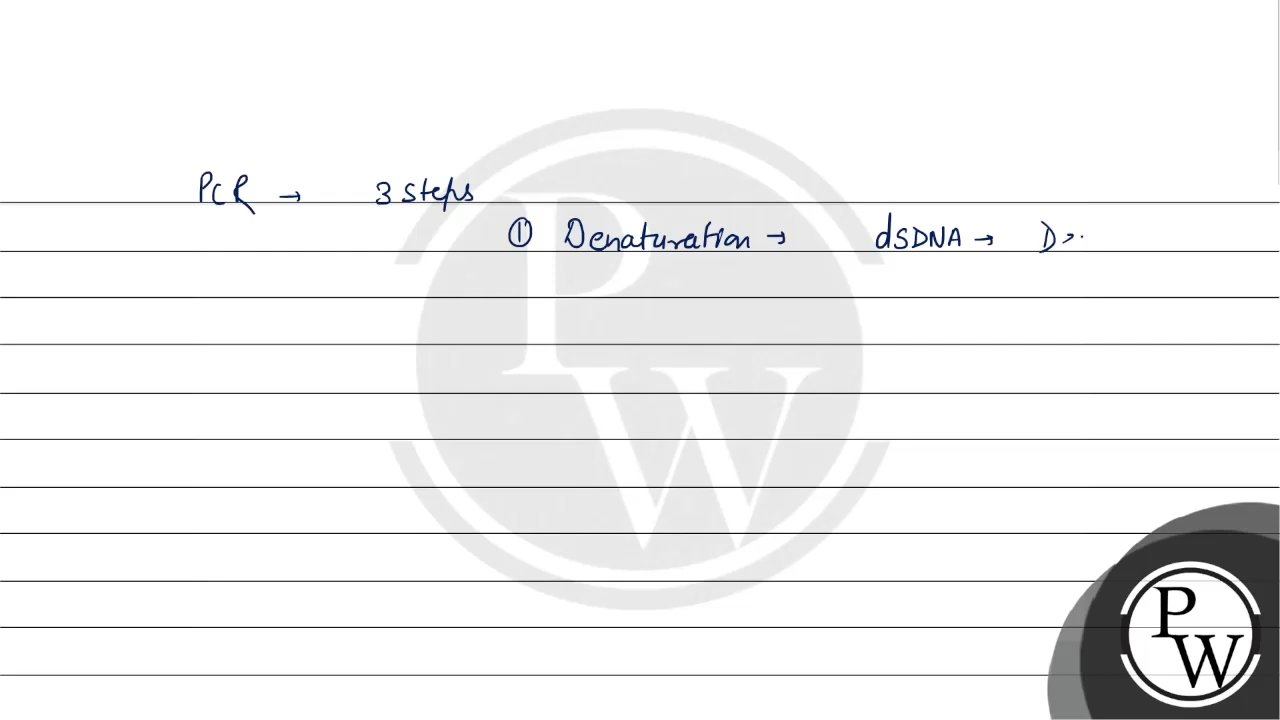 PCR → 3 steps
① Denaturation → dsDNA → D
P W
P W